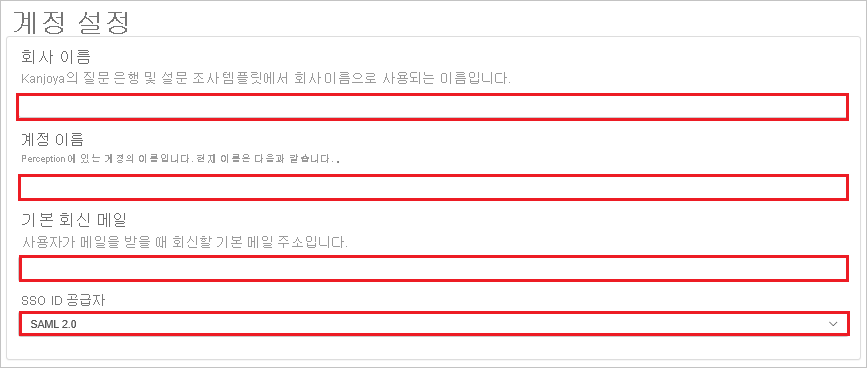 계정 설정
회사 이름
Kanjoya의 질문 은행 및 설문 조사 템플릿에서 회사 이름으로 사용되는 이름입니다.
계정 이름
Perception에 있는 계정의 이름입니다. 현재 이름은 다음과 같습니다. .
기본 회신 메일
사용자가 메일을 받을 때 회신할 기본 메일 주소입니다.
SSO ID 공급자
SAML 2.0